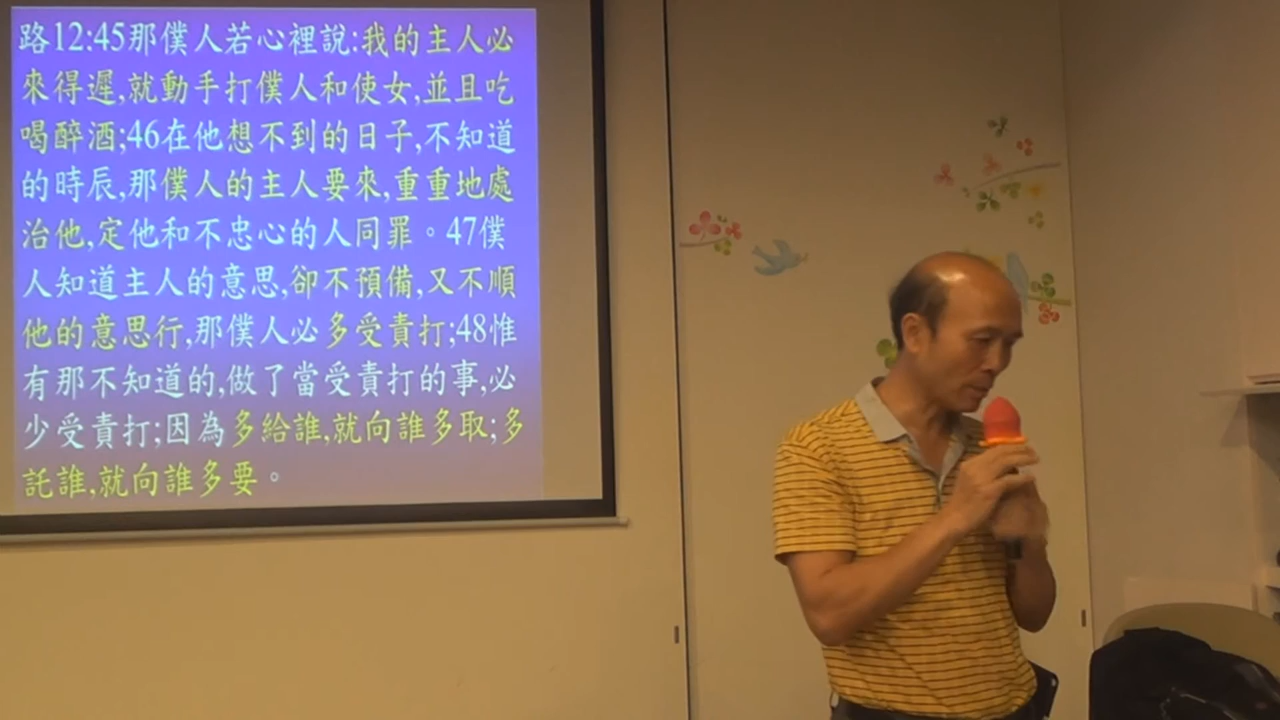 路12:45那僕人若心裡說:我的主人必
來得遲,就動手打僕人和使女,並且吃
喝醉酒;46在他想不到的日子,不知道
的時辰,那僕人的主人要來,重重地處
治他,定他和不忠心的人同罪。47僕
人知道主人的意思,卻不預備,又不順
他的意思行,那僕人必多受責打;48惟
有那不知道的,做了當受責打的事,必
少受責打;因為多給誰,就向誰多取;多
託誰,就向誰多要。